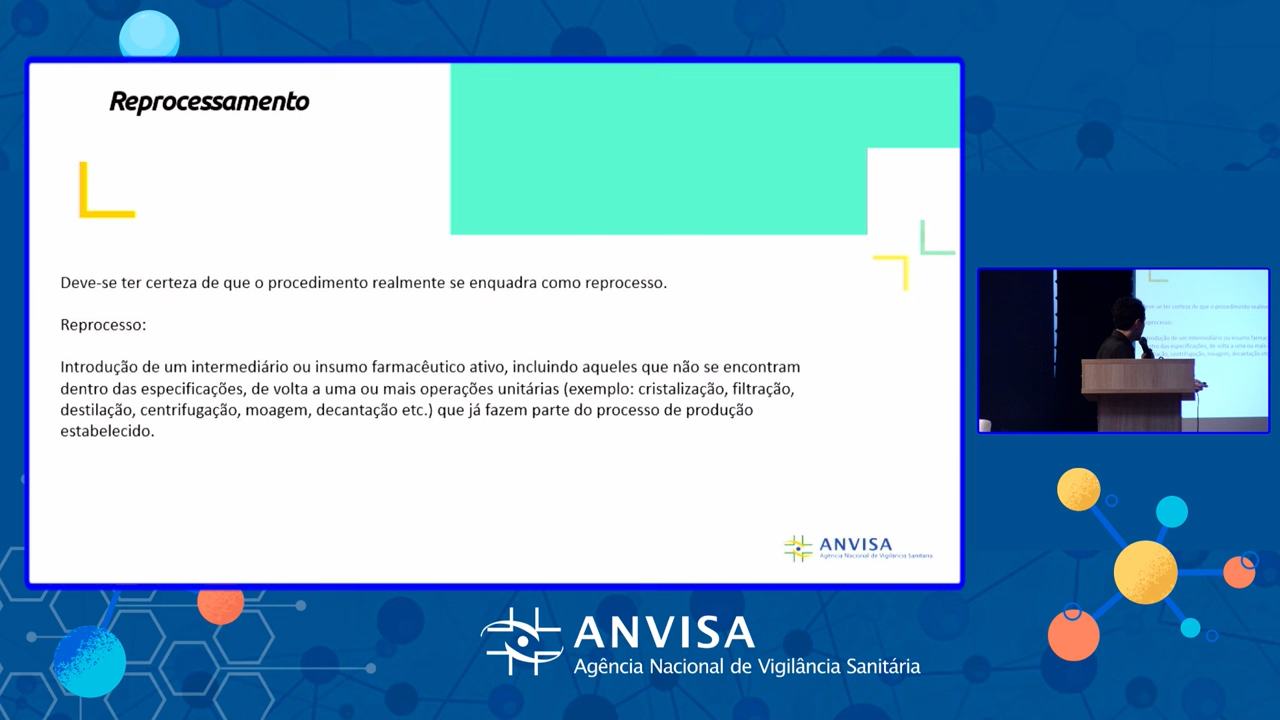 Reprocessamento
Deve-se ter certeza de que o procedimento realmente se enquadra como reprocesso.
Reprocesso:
Introdução de um intermediário ou insumo farmacêutico ativo, incluindo aqueles que não se encontram
dentro das especificações, de volta a uma ou mais operações unitárias (exemplo: cristalização, filtração,
destilação, centrifugação, moagem, decantação etc.) que já fazem parte do processo de produção
estabelecido.
ANVISA
Agência Nacional de Vigilância Sanitária
ANVISA
Agência Nacional de Vigilância Sanitária